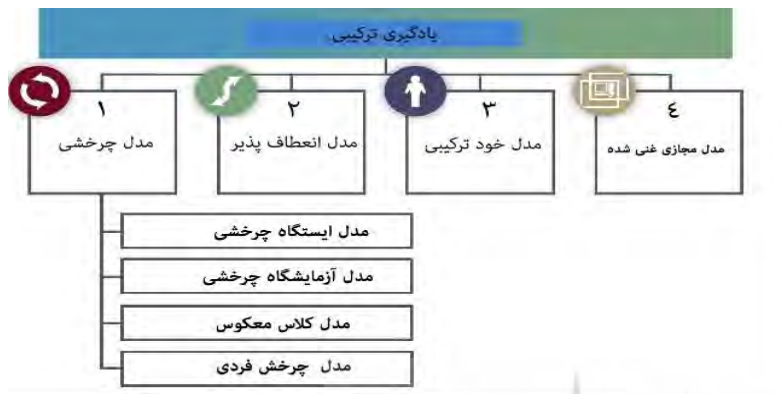 یادگیری ترکیبی
۱
مدل چرخشی
۲
مدل انعطاف پذیر
۳
مدل خود ترکیبی
٤
مدل مجازی غنی شده
مدل ایستگاه چرخشی
مدل آزمایشگاه چرخشی
مدل کلاس معکوس
مدل چرخش فردی